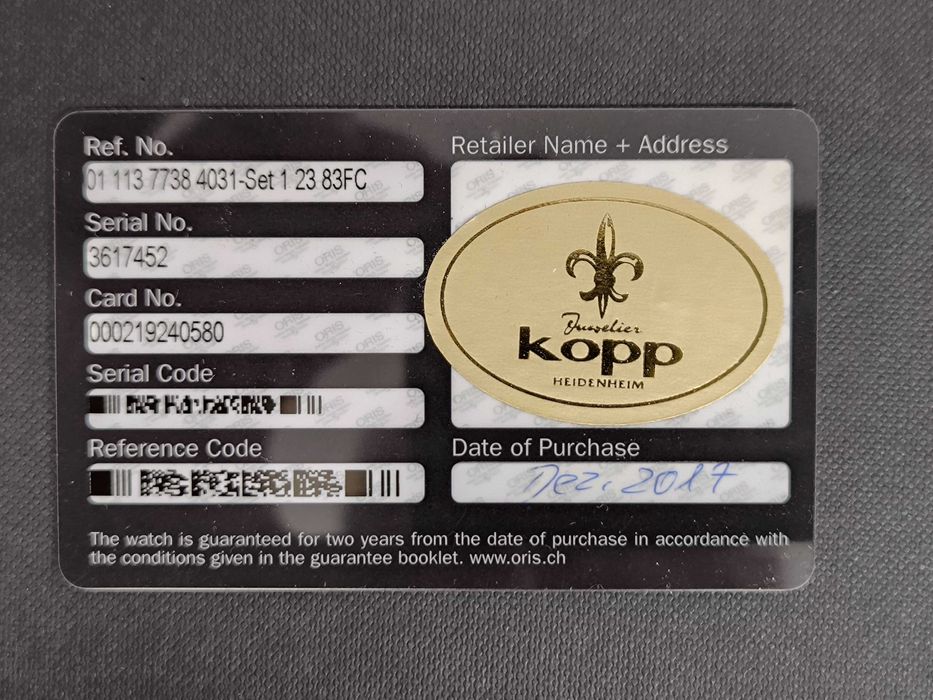 Ref. No.
01 113 7738 4031-Set 1 23 83FC
Serial No.
3617452
Card No.
000219240580
Serial Code
Reference Code
Retailer Name + Address
Juwelier
kopp
HEIDENHEIM
Date of Purchase
Dez. 2017
The watch is guaranteed for two years from the date of purchase in accordance with
the conditions given in the guarantee booklet. www.oris.ch